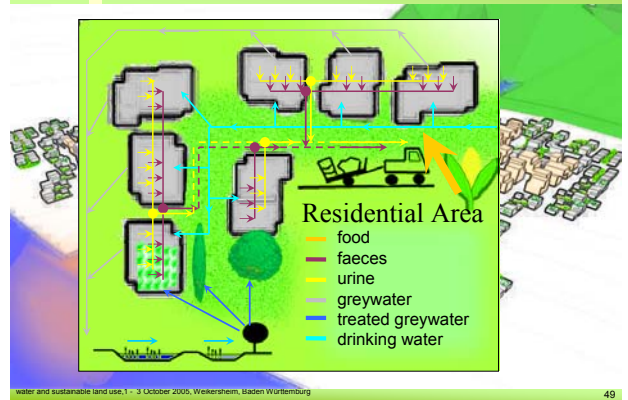 Residential Area
food
faeces
urine
greywater
treated greywater
drinking water
water and sustainable land use,1 - 3 October 2005, Weikersheim, Baden Württemburg
49